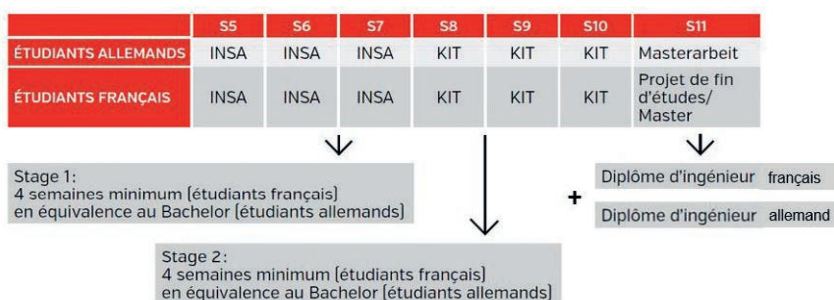 S5 S6 S7 S8 S9 S10 S11
ÉTUDIANTS ALLEMANDS INSA INSA INSA KIT KIT KIT Masterarbeit
ÉTUDIANTS FRANÇAIS INSA INSA INSA KIT KIT KIT Projet de fin
d'études/
Master
Stage 1:
4 semaines minimum (étudiants français)
en équivalence au Bachelor (étudiants allemands)
+
Diplôme d'ingénieur français
Diplôme d'ingénieur allemand
Stage 2:
4 semaines minimum (étudiants français)
en équivalence au Bachelor (étudiants allemands)